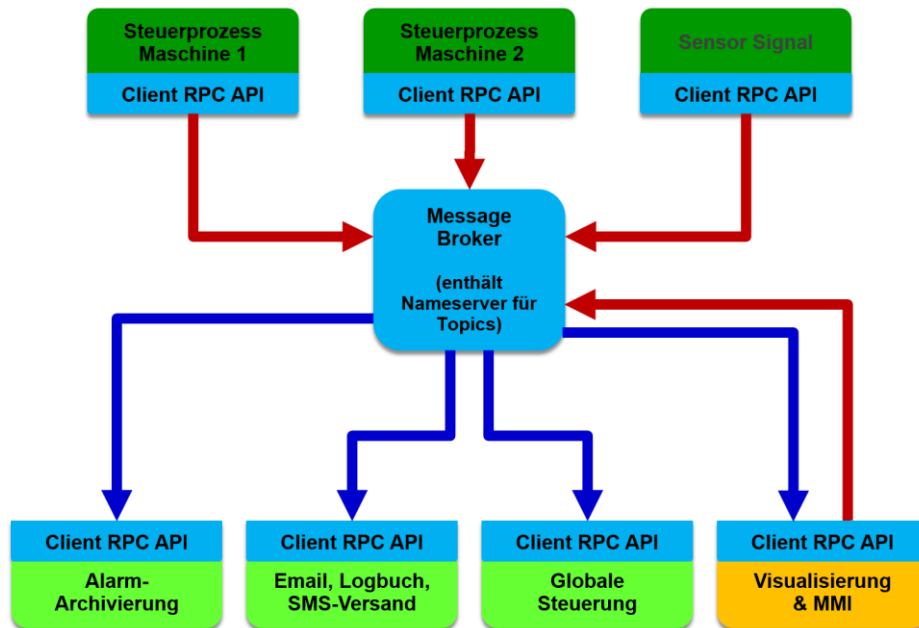 Steuerprozess
Maschine 1
Client RPC API
Steuerprozess
Maschine 2
Client RPC API
Sensor Signal
Client RPC API
Message
Broker
(enthält
Nameserver für
Topics)
Client RPC API
Alarm-
Archivierung
Client RPC API
Email, Logbuch,
SMS-Versand
Client RPC API
Globale
Steuerung
Client RPC API
Visualisierung
& MMI